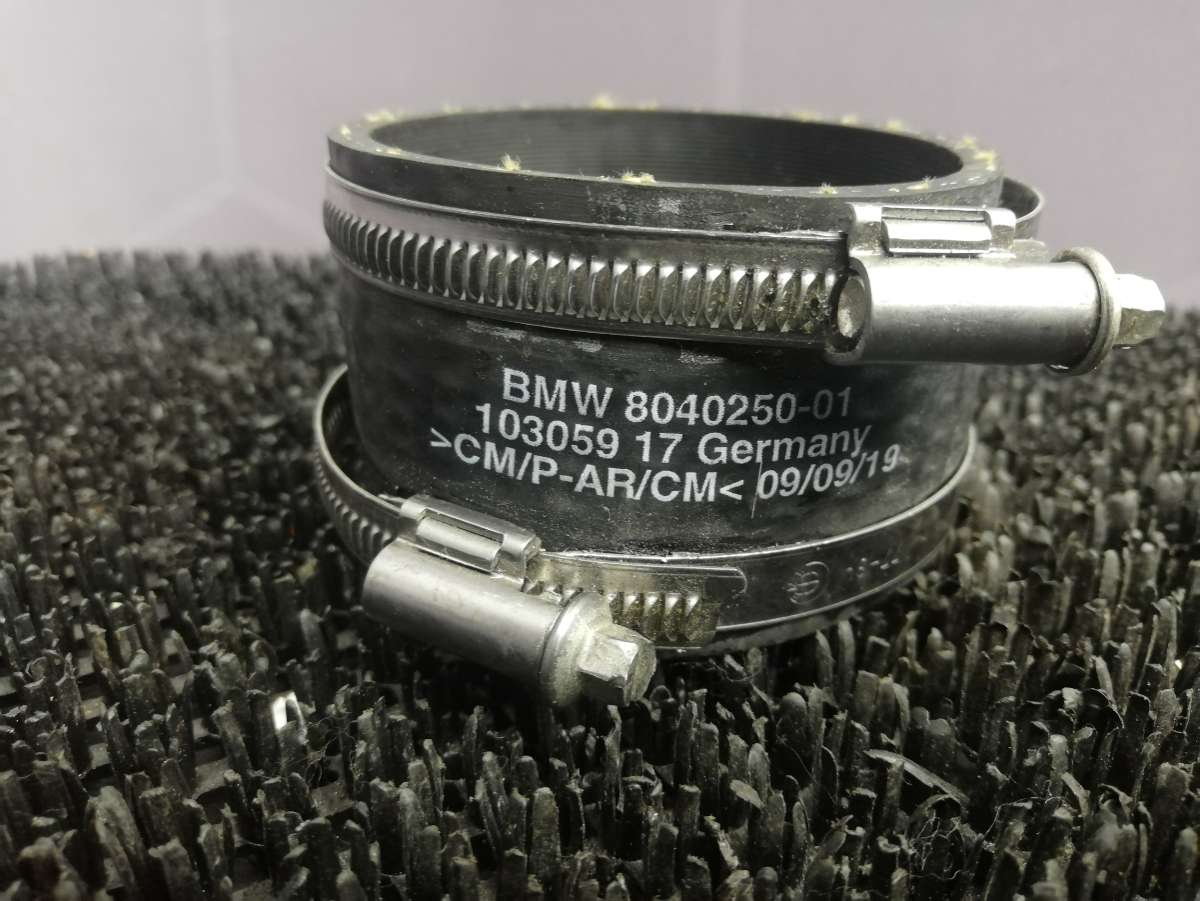 BMW 8040250-01
103059 17 Germany
>CM/P-AR/CM< 09/09/19